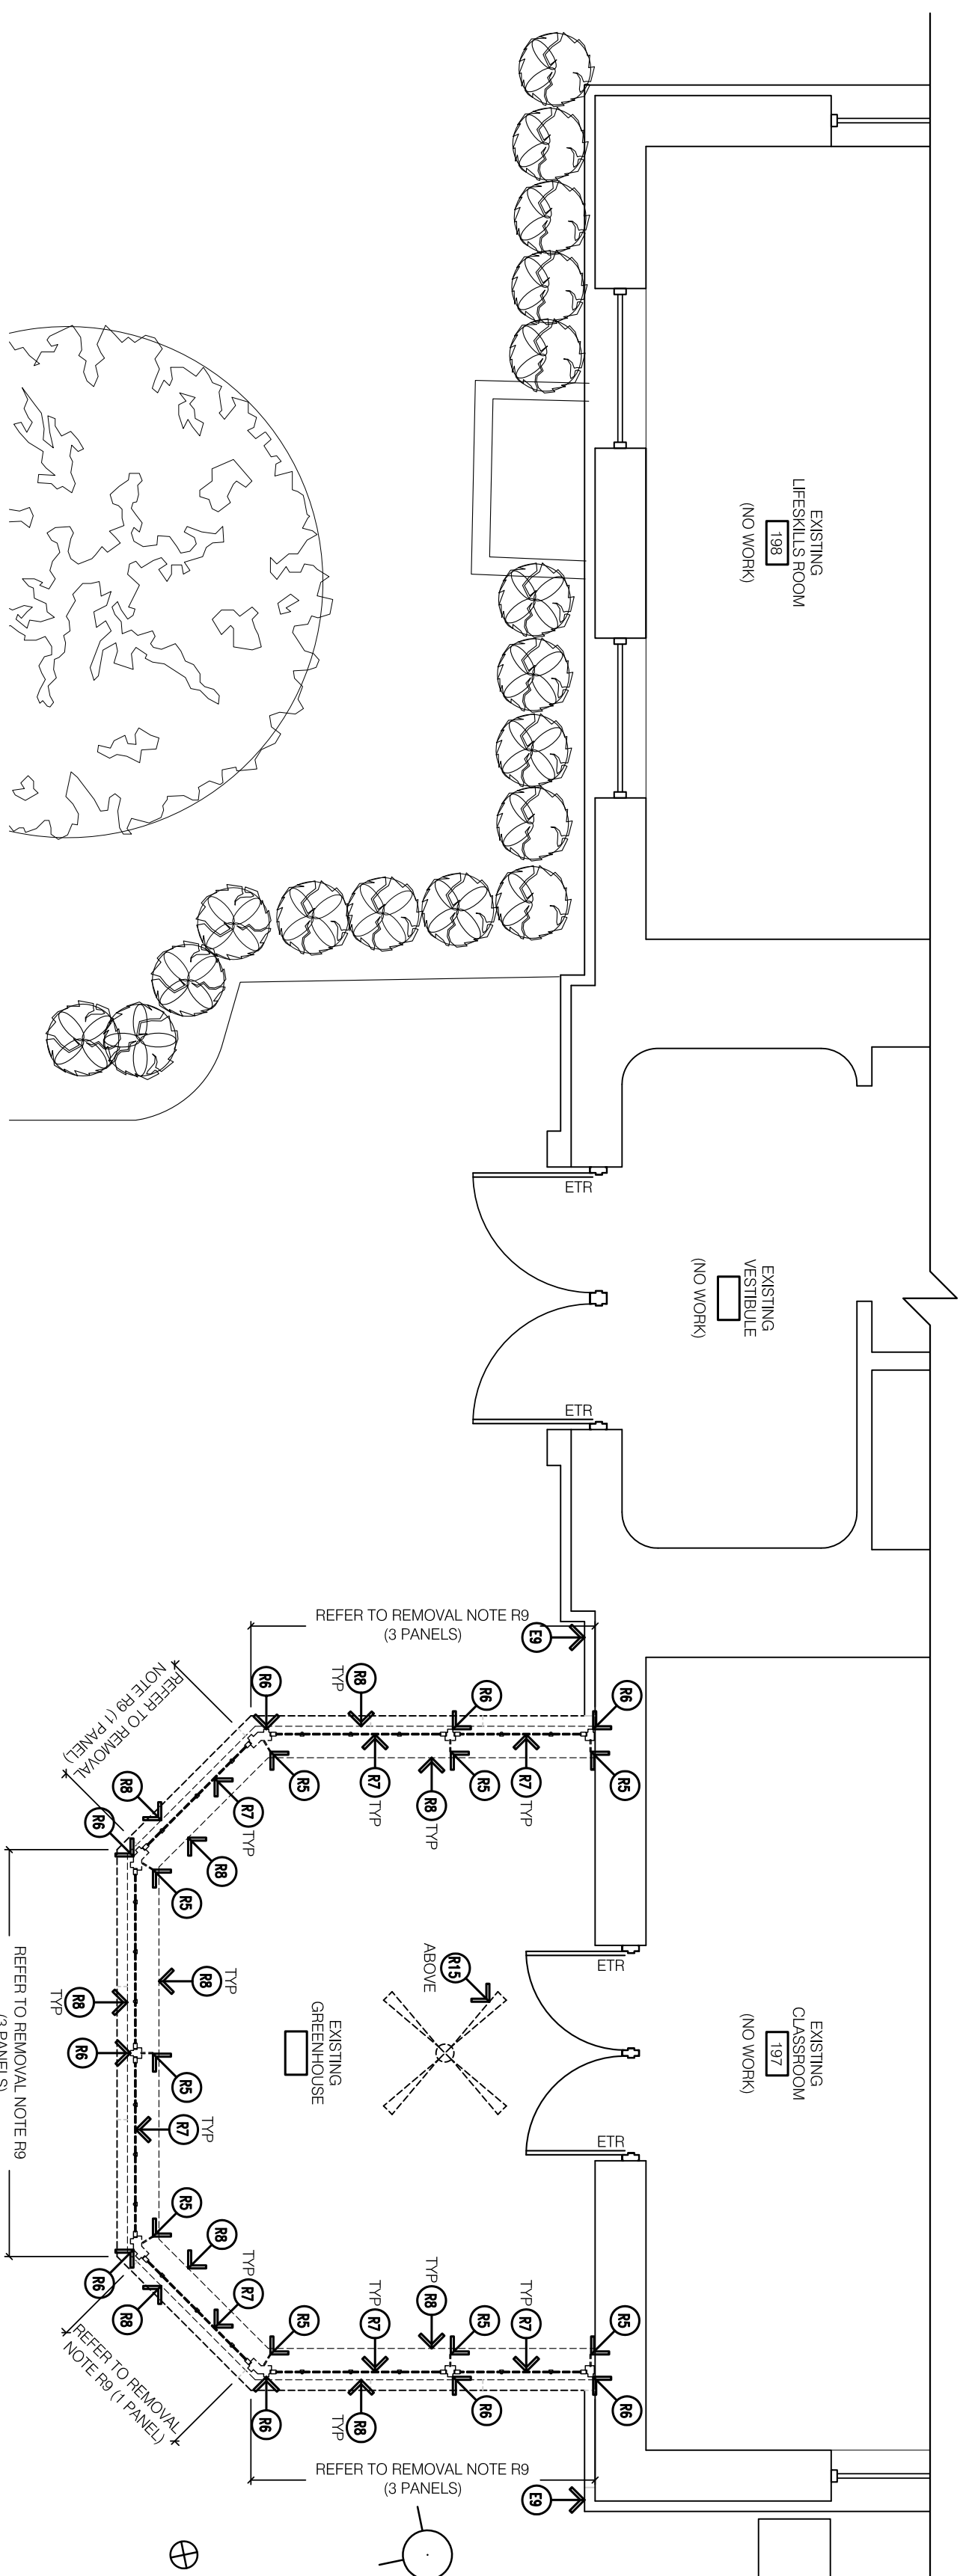 EXISTING
LIFESKILLS ROOM
198
(NO WORK)
ETR
EXISTING
VESTIBULE
(NO WORK)
ETR
REFER TO REMOVAL NOTE R9
(3 PANELS)
E9
R6
R8
TYP
R6
R6
R5
R7
TYP
R5
R7
TYP
R8
TYP
R5
REFER TO REMOVAL
NOTE R9 (1 PANEL)
R8
R6
R7
TYP
R8
R5
ETR
R15
ABOVE
EXISTING
CLASSROOM
197
(NO WORK)
EXISTING
GREENHOUSE
TYP
R8
R8
TYP
R6
R5
TYP
R7
REFER TO REMOVAL NOTE R9
(3 PANELS)
ETR
R5
R8
TYP
R7
R6
R8
REFER TO REMOVAL
NOTE R9 (1 PANEL)
R5
TYP
R7
TYP
R8
R5
TYP
R7
R5
R6
R8
TYP
R6
R6
REFER TO REMOVAL NOTE R9
(3 PANELS)
E9